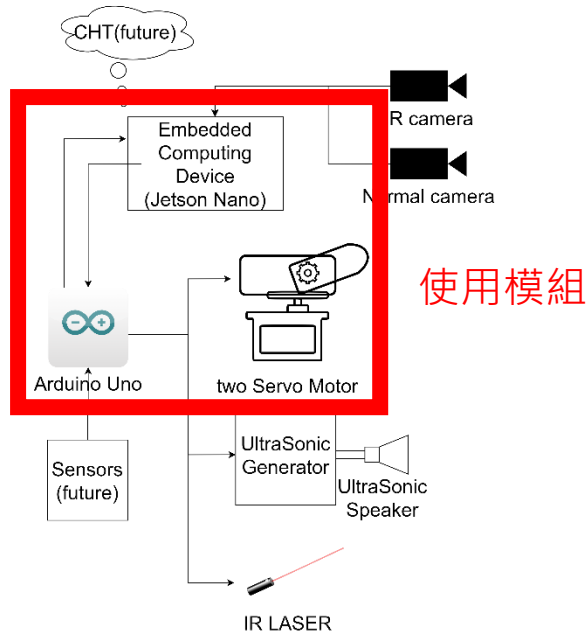 CHT(future)
R camera
Embedded
Computing
Device
(Jetson Nano)
Normal camera
使用模組
Arduino Uno
two Servo Motor
Sensors
(future)
UltraSonic
Generator
UltraSonic
Speaker
IR LASER